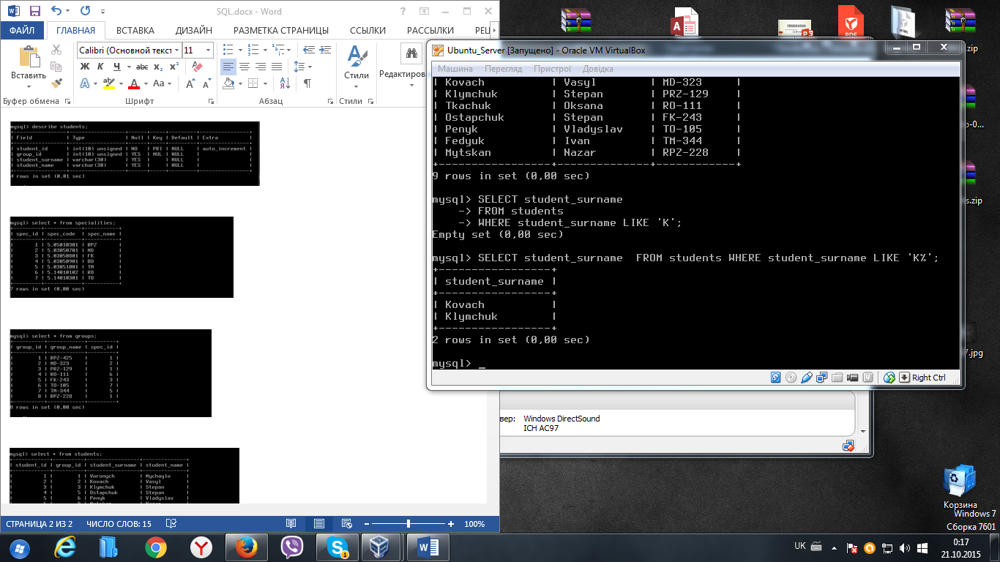 SQL.docx - Word
ФАЙЛ ГЛАВНАЯ ВСТАВКА ДИЗАЙН РАЗМЕТКА СТРАНИЦЫ ССЫЛКИ РАССЫЛКИ РЕЦ
Вставить
Calibri (Основной текст 11
Ж К Ч abc x₂ x²
Стили
Редактирование
Буфер обмена Шрифт Абзац Стили
mysql> describe students;
| Field | Type | Null | Key | Default | Extra |
| student_id | int(10) unsigned | NO | PRI | NULL | auto_increment |
| group_id | int(10) unsigned | YES | MUL | NULL | |
| student_surname | varchar(30) | YES | | NULL | |
| student_name | varchar(30) | YES | | NULL | |
4 rows in set (0,01 sec)
mysql> select * from specialities;
| spec_id | spec_code | spec_name |
| 1 | 5.05010301 | RPZ |
| 2 | 5.03050701 | MD |
| 3 | 5.03050801 | FK |
| 4 | 5.03050901 | BO |
| 5 | 5.03051001 | TM |
| 6 | 5.14010102 | RO |
| 7 | 5.14010301 | TO |
7 rows in set (0,00 sec)
mysql> select * from groups;
| group_id | group_name | spec_id |
| 1 | RPZ-425 | 1 |
| 2 | MD-323 | 2 |
| 3 | PRZ-129 | 1 |
| 4 | RO-111 | 6 |
| 5 | FK-243 | 3 |
| 6 | TO-105 | 7 |
| 7 | TM-344 | 5 |
| 8 | RPZ-228 | 1 |
8 rows in set (0,00 sec)
mysql> select * from students;
| student_id | group_id | student_surname | student_name |
| 1 | 1 | Voronych | Mychaylo |
| 2 | 2 | Kovach | Vasyl |
| 3 | 3 | Klymchuk | Stepan |
| 4 | 5 | Ostapchuk | Stepan |
| 5 | 6 | Penyk | Vladyslav |
СТРАНИЦА 2 ИЗ 2 ЧИСЛО СЛОВ: 15 100%
Ubuntu_Server [Запущено] - Oracle VM VirtualBox
Машина Перегляд Пристрої Довідка
| Kovach | Vasyl | MD-323 |
| Klymchuk | Stepan | PRZ-129 |
| Tkachuk | Oksana | RO-111 |
| Ostapchuk | Stepan | FK-243 |
| Penyk | Vladyslav | TO-105 |
| Fedyuk | Ivan | TM-344 |
| Mytskan | Nazar | RPZ-228 |
+-----------------+--------------+------------+
9 rows in set (0,00 sec)
mysql> SELECT student_surname
-> FROM students
-> WHERE student_surname LIKE 'K';
Empty set (0,00 sec)
mysql> SELECT student_surname  FROM students WHERE student_surname LIKE 'K%';
+-----------------+
| student_surname |
+-----------------+
| Kovach |
| Klymchuk |
+-----------------+
2 rows in set (0,00 sec)
mysql> _
Right Ctrl
вер: Windows DirectSound
ICH AC97
PDF
HTML
.zip
p-0...
s.zip
7.jpg
Корзина
Windows 7
Сборка 7601
UK
0:17
21.10.2015